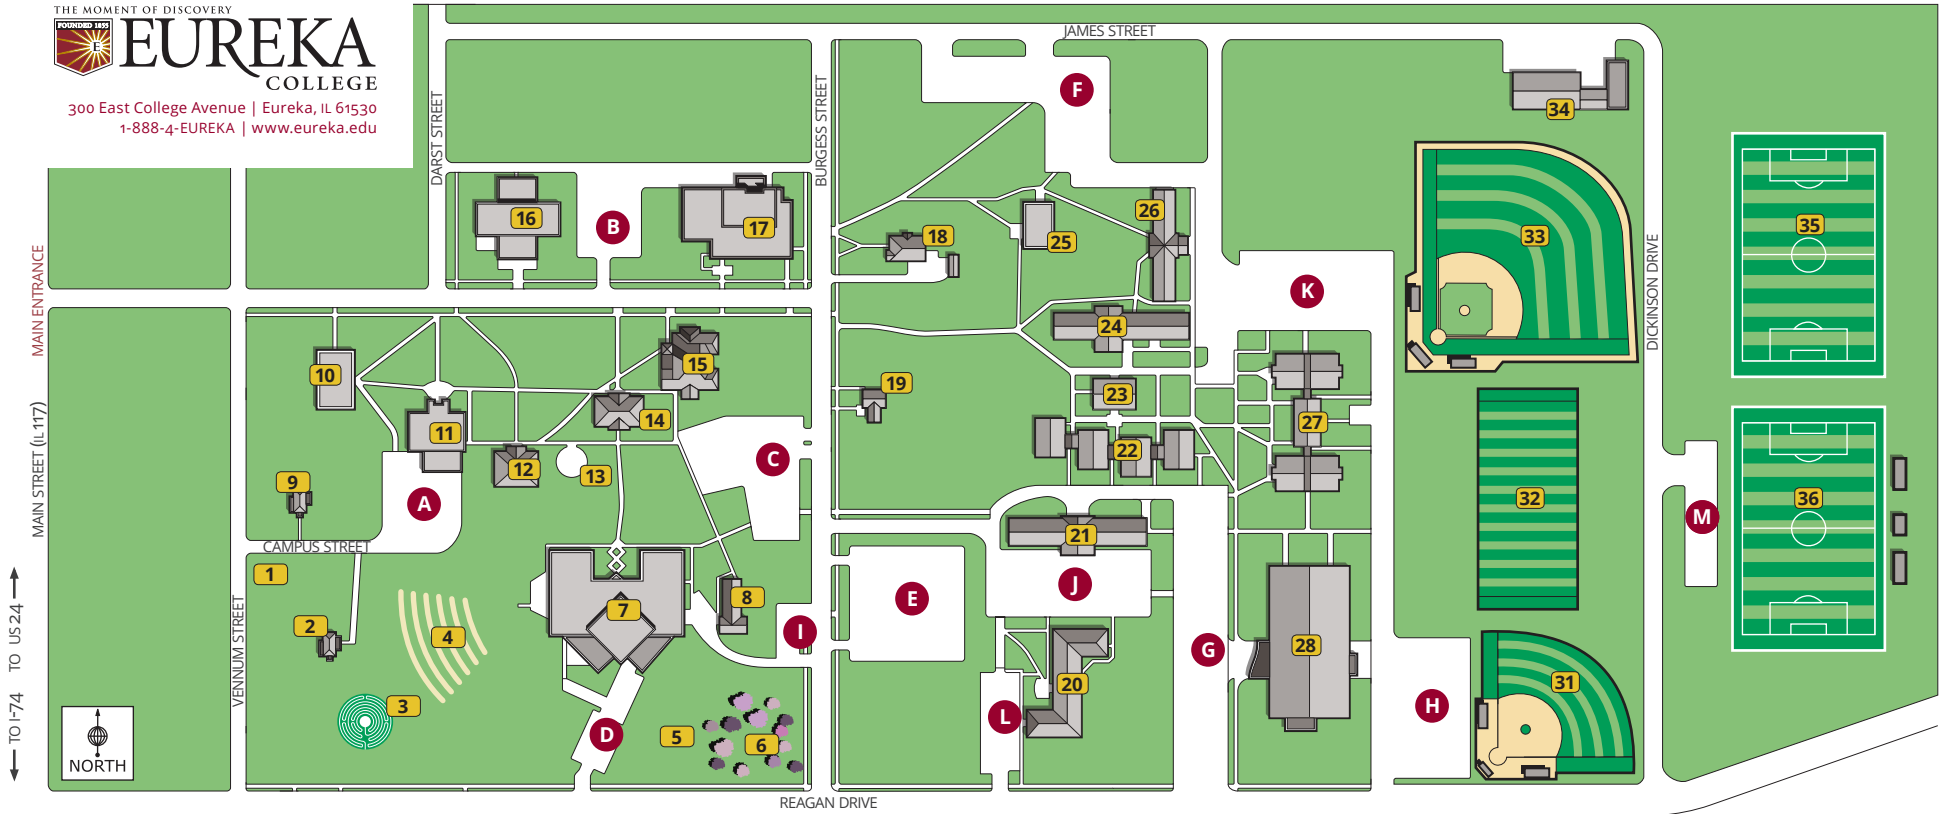 THE MOMENT OF DISCOVERY
FOUNDED 1855
E
EUREKA
COLLEGE
300 East College Avenue | Eureka, IL 61530
1-888-4-EUREKA | www.eureka.edu
JAMES STREET
DARST STREET
BURGESS STREET
DICKINSON DRIVE
MAIN ENTRANCE
MAIN STREET (IL 117)
TO US 24
TO I-74
VENNUM STREET
CAMPUS STREET
REAGAN DRIVE
NORTH
F
34
16
B
17
18
25
26
33
35
K
10
11
15
24
14
19
23
27
12
13
C
22
9
A
32
36
M
1
21
2
4
7
8
I
E
J
28
G
3
D
5
6
20
L
H
31